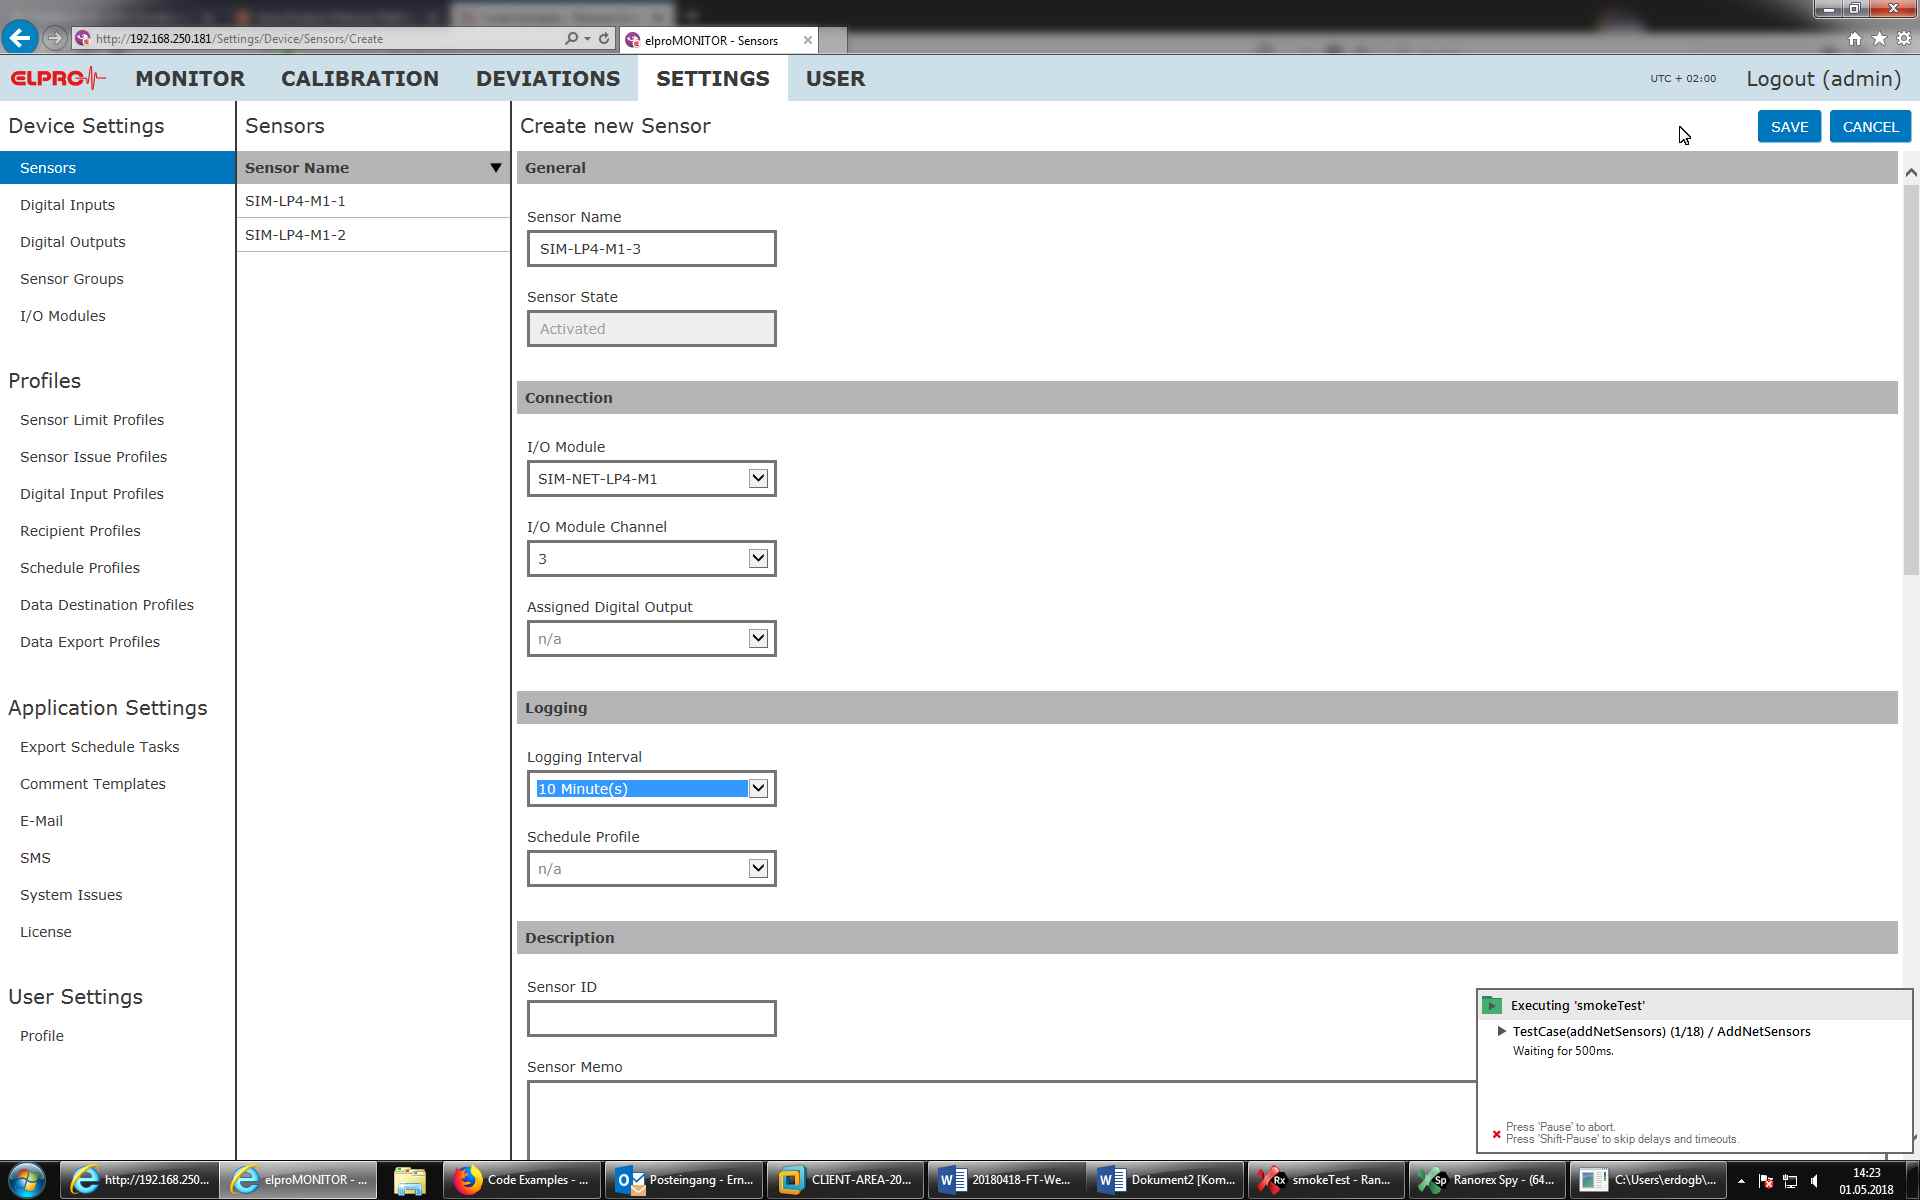 http://192.168.250.181/Settings/Device/Sensors/Create
elproMONITOR - Sensors
ELPRO
MONITOR
CALIBRATION
DEVIATIONS
SETTINGS
USER
UTC + 02:00
Logout (admin)
Device Settings
Sensors
Digital Inputs
Digital Outputs
Sensor Groups
I/O Modules
Profiles
Sensor Limit Profiles
Sensor Issue Profiles
Digital Input Profiles
Recipient Profiles
Schedule Profiles
Data Destination Profiles
Data Export Profiles
Application Settings
Export Schedule Tasks
Comment Templates
E-Mail
SMS
System Issues
License
User Settings
Profile
Sensors
Sensor Name
SIM-LP4-M1-1
SIM-LP4-M1-2
Create new Sensor
SAVE
CANCEL
General
Sensor Name
SIM-LP4-M1-3
Sensor State
Activated
Connection
I/O Module
SIM-NET-LP4-M1
I/O Module Channel
3
Assigned Digital Output
n/a
Logging
Logging Interval
10 Minute(s)
Schedule Profile
n/a
Description
Sensor ID
Sensor Memo
Executing 'smokeTest'
TestCase(addNetSensors) (1/18) / AddNetSensors
Waiting for 500ms.
Press 'Pause' to abort.
Press 'Shift-Pause' to skip delays and timeouts.
http://192.168.250...
elproMONITOR - ...
Code Examples - ...
Posteingang - Ern...
CLIENT-AREA-20...
20180418-FT-We...
Dokument2 [Kom...
Rx
smokeTest - Ran...
Sp
Ranorex Spy - (64...
C:\Users\erdogb\...
14:23
01.05.2018